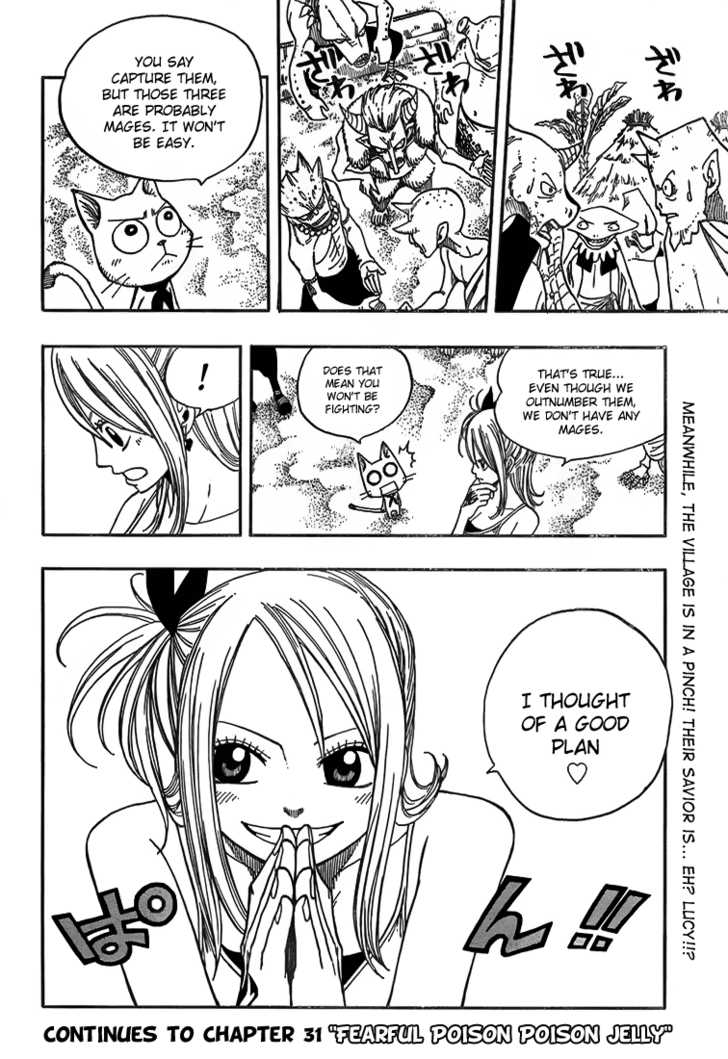 ざわ
ざわ
ざわ
ざわ
YOU SAY
CAPTURE THEM,
BUT THOSE THREE
ARE PROBABLY
MAGES. IT WON'T
BE EASY.
THAT'S TRUE...
EVEN THOUGH WE
OUTNUMBER THEM,
WE DON'T HAVE ANY
MAGES.
DOES THAT
MEAN YOU
WON'T BE
FIGHTING?
!
I THOUGHT
OF A GOOD
PLAN
♡
ぱん!!
MEANWHILE, THE VILLAGE IS IN A PINCH! THEIR SAVIOR IS... EH? LUCY!!?
CONTINUES TO CHAPTER 31 "FEARFUL POISON POISON JELLY"